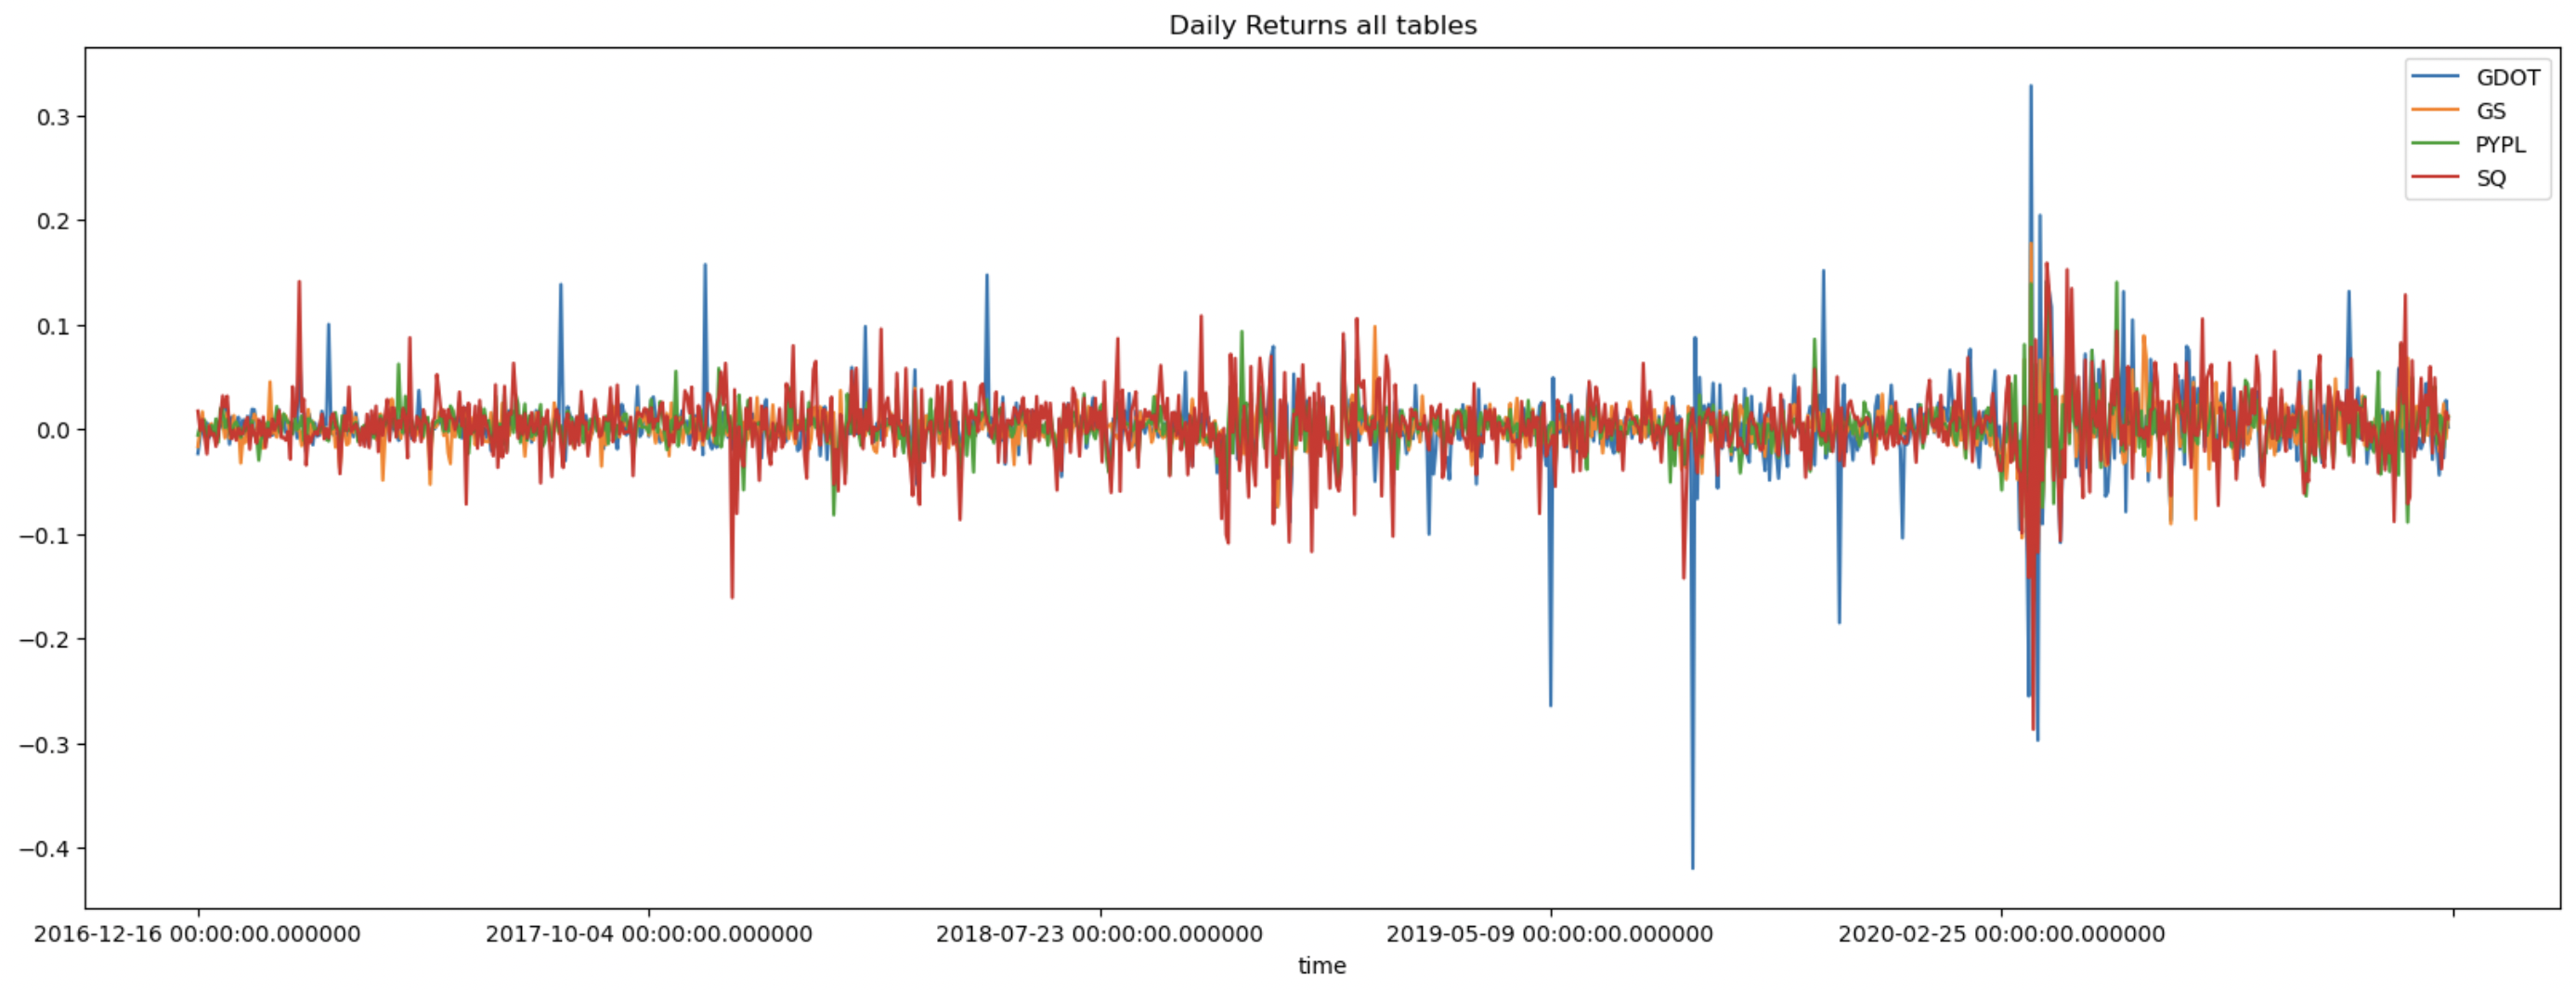 Daily Returns all tables
GDOT
GS
PYPL
SQ
0.3
0.2
0.1
0.0
−0.1
−0.2
−0.3
−0.4
2016-12-16 00:00:00.000000
2017-10-04 00:00:00.000000
2018-07-23 00:00:00.000000
2019-05-09 00:00:00.000000
2020-02-25 00:00:00.000000
time